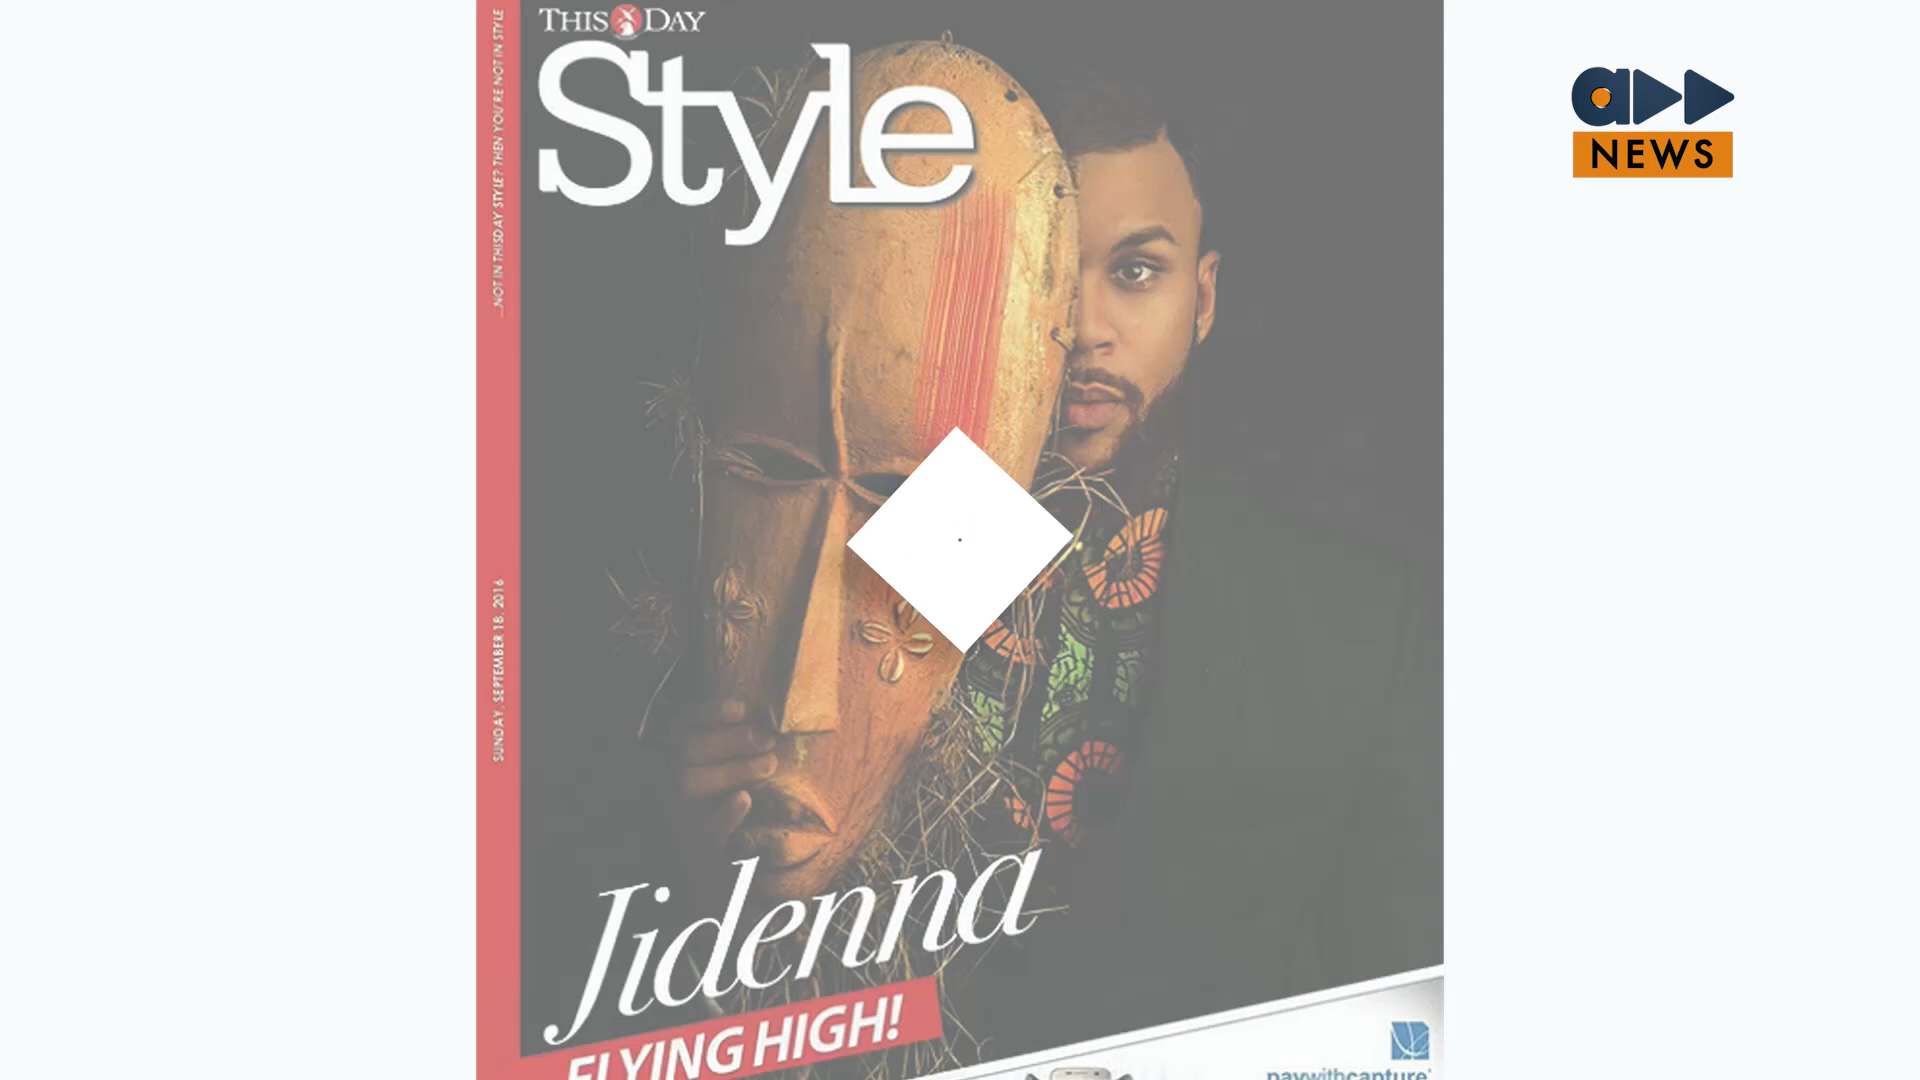 THIS DAY
Style
...NOT IN THISDAY STYLE? THEN YOU'RE NOT IN STYLE
NEWS
SUNDAY, SEPTEMBER 18, 2016
Jidenna
FLYING HIGH!
paywithcapture